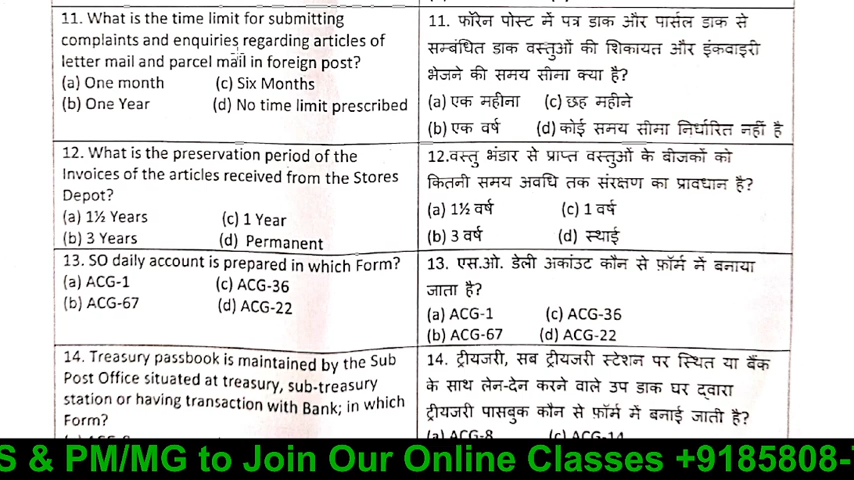 11. What is the time limit for submitting
complaints and enquiries regarding articles of
letter mail and parcel mail in foreign post?
(a) One month (c) Six Months
(b) One Year (d) No time limit prescribed
11. फॉरेन पोस्ट नें पत्र डाक और पार्सल डाक से
सम्बंधित डाक वस्तुओं की शिकायत और इंकवाइरी
भेजने की समय सीमा क्या है?
(a) एक महीना (c) छह महीने
(b) एक वर्ष (d) कोई समय सीमा निर्धारित नहीं है
12. What is the preservation period of the
Invoices of the articles received from the Stores
Depot?
(a) 1½ Years (c) 1 Year
(b) 3 Years (d) Permanent
12.वस्तु भंडार से प्राप्त वस्तुओं के बीजकों को
कितनी समय अवधि तक संरक्षण का प्रावधान है?
(a) 1½ वर्ष (c) 1 वर्ष
(b) 3 वर्ष (d) स्थाई
13. SO daily account is prepared in which Form?
(a) ACG-1 (c) ACG-36
(b) ACG-67 (d) ACG-22
13. एस.ओ. डेली अकांउट कौन से फ़ॉर्म नें बनाया
जाता है?
(a) ACG-1 (c) ACG-36
(b) ACG-67 (d) ACG-22
14. Treasury passbook is maintained by the Sub
Post Office situated at treasury, sub-treasury
station or having transaction with Bank; in which
Form?
14. ट्रीयजरी, सब ट्रीयजरी स्टेशन पर स्थित या बैंक
के साथ लेन-देन करने वाले उप डाक घर द्वारा
ट्रीयजरी पासबुक कौन से फ़ॉर्म में बनाई जाती है?
(a) ACG-8 (c) ACG-14
S & PM/MG to Join Our Online Classes +9185808-